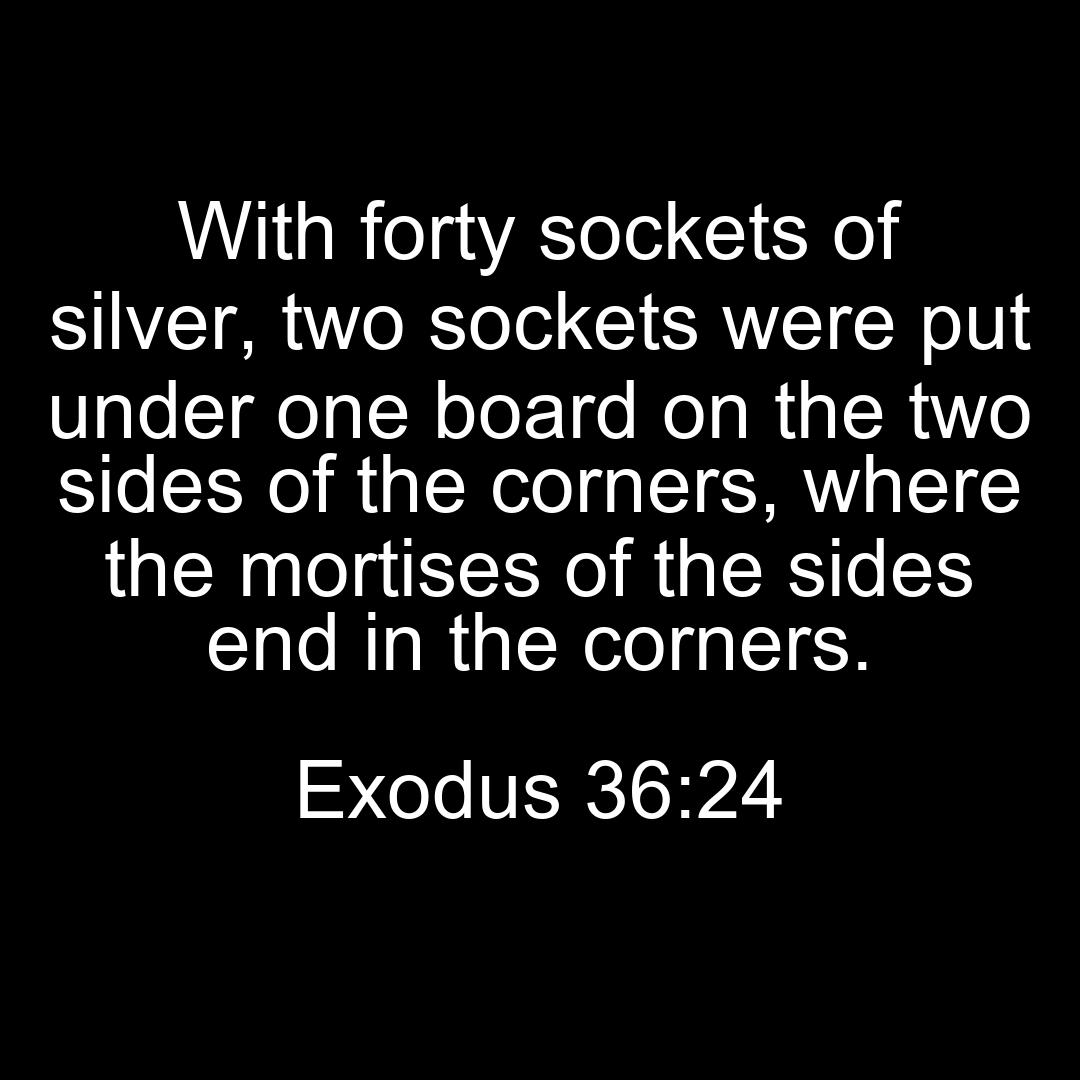 With forty sockets of
silver, two sockets were put
under one board on the two
sides of the corners, where
the mortises of the sides
end in the corners.
Exodus 36:24